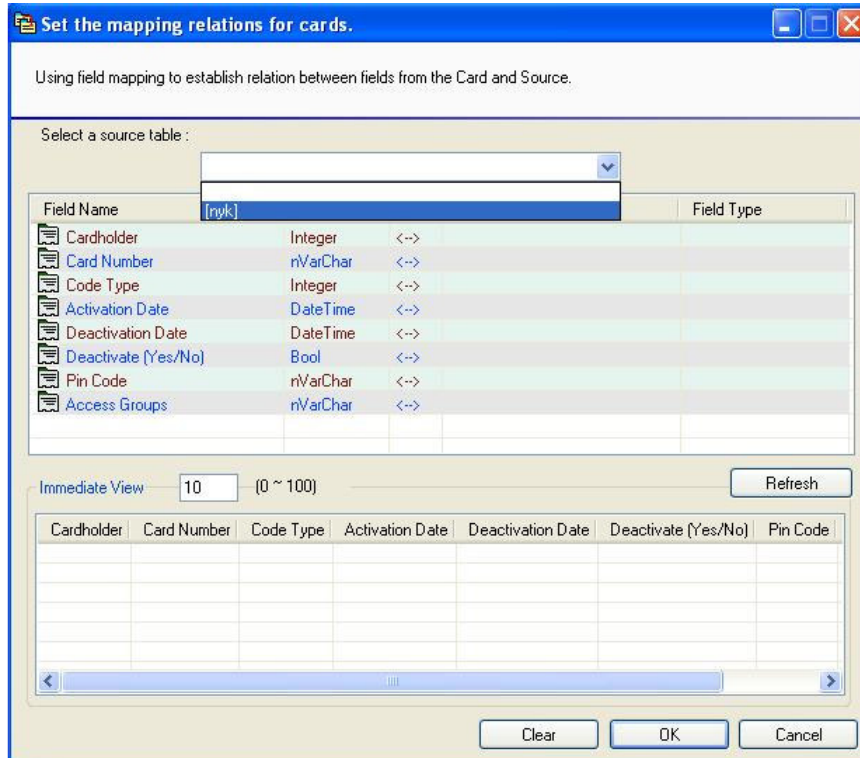 Set the mapping relations for cards.
Using field mapping to establish relation between fields from the Card and Source.
Select a source table :
[nyk]
Field Name Field Type
Cardholder Integer <-->
Card Number nVarChar <-->
Code Type Integer <-->
Activation Date DateTime <-->
Deactivation Date DateTime <-->
Deactivate (Yes/No) Bool <-->
Pin Code nVarChar <-->
Access Groups nVarChar <-->
Immediate View 10 (0 ~ 100) Refresh
Cardholder Card Number Code Type Activation Date Deactivation Date Deactivate (Yes/No) Pin Code
Clear OK Cancel